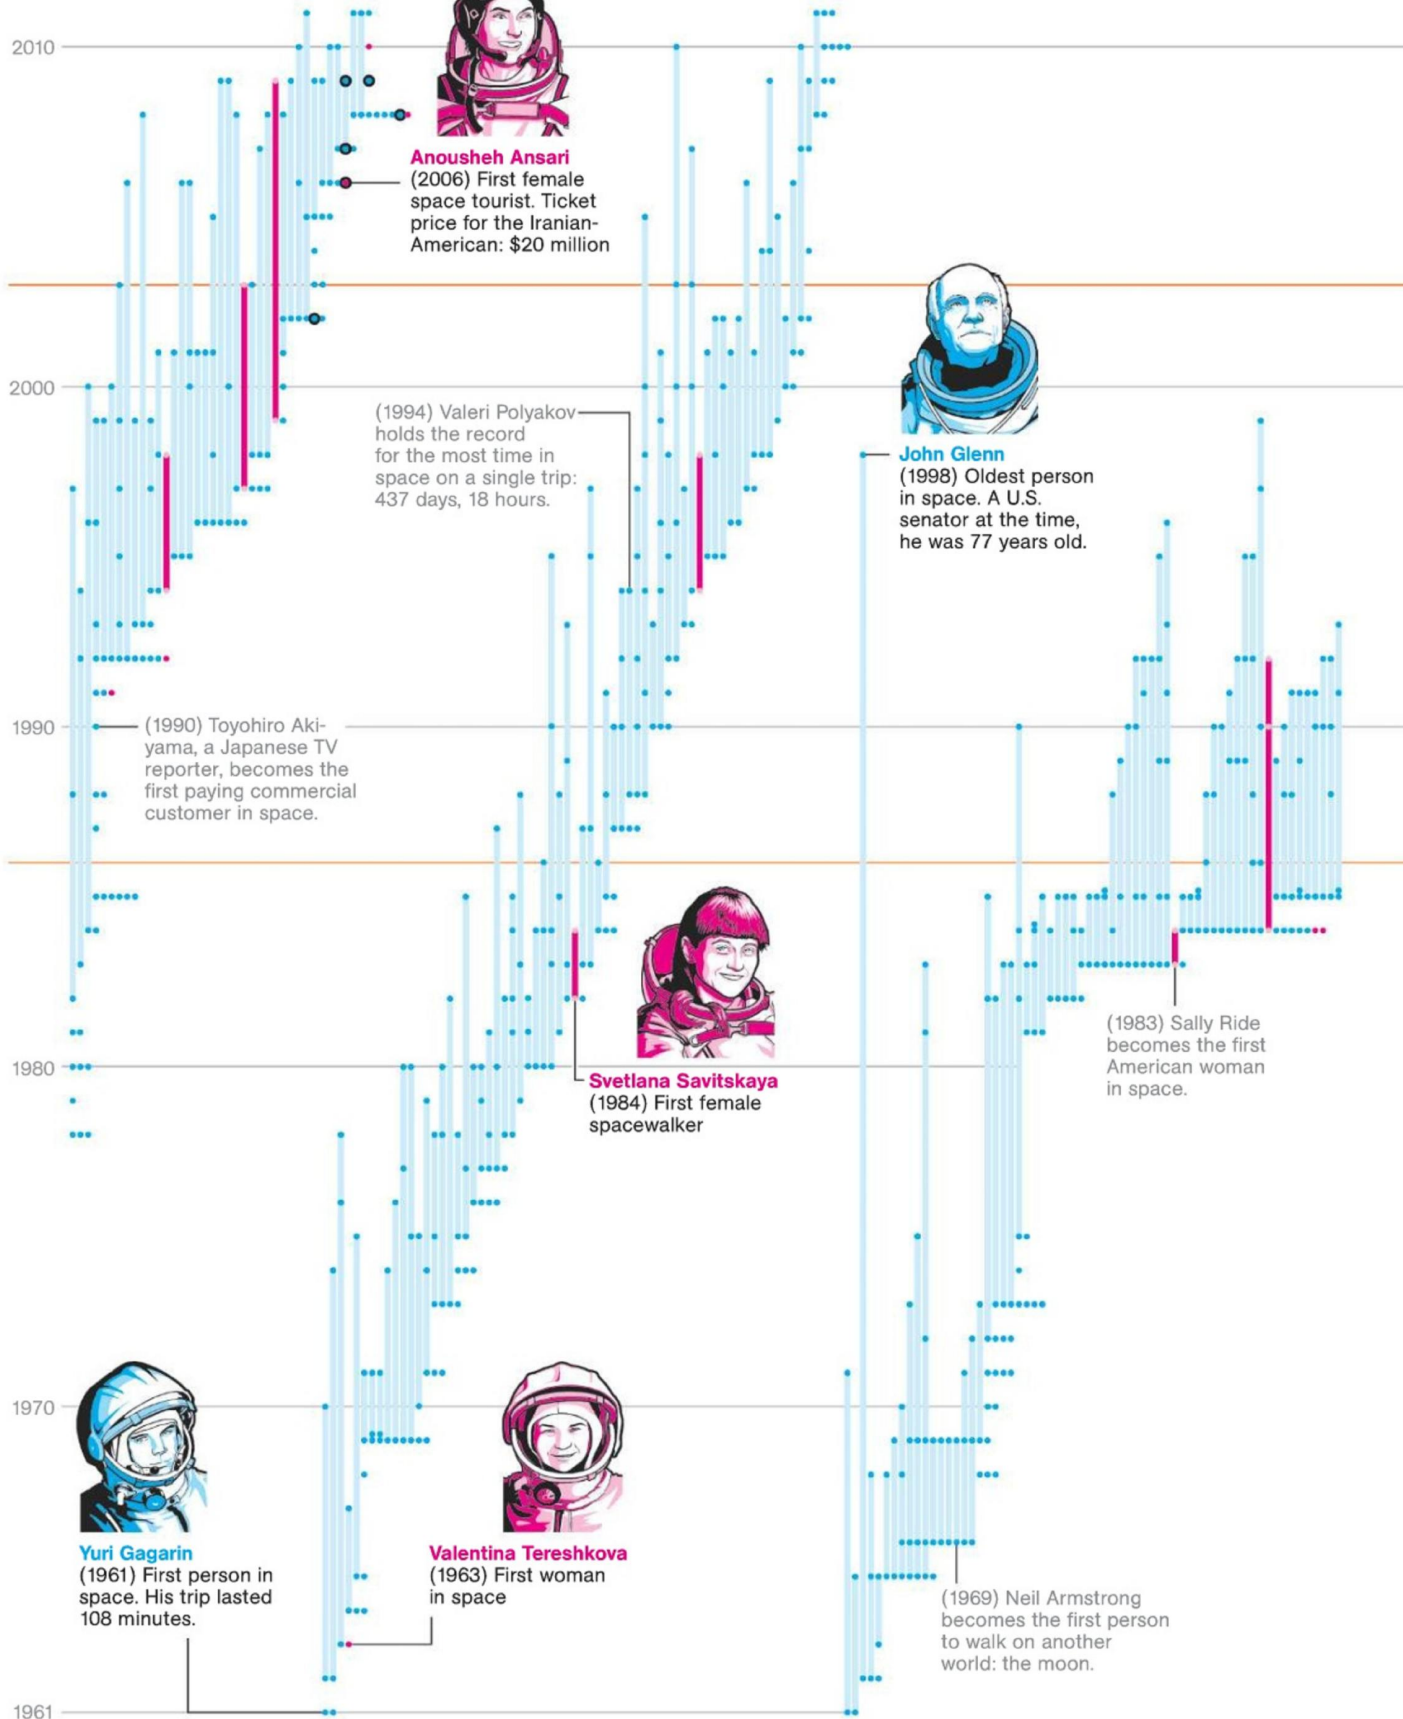 2010
Anousheh Ansari
(2006) First female
space tourist. Ticket
price for the Iranian-
American: $20 million
2000
(1994) Valeri Polyakov
holds the record
for the most time in
space on a single trip:
437 days, 18 hours.
John Glenn
(1998) Oldest person
in space. A U.S.
senator at the time,
he was 77 years old.
1990
(1990) Toyohiro Aki-
yama, a Japanese TV
reporter, becomes the
first paying commercial
customer in space.
1980
Svetlana Savitskaya
(1984) First female
spacewalker
(1983) Sally Ride
becomes the first
American woman
in space.
1970
Yuri Gagarin
(1961) First person in
space. His trip lasted
108 minutes.
Valentina Tereshkova
(1963) First woman
in space
(1969) Neil Armstrong
becomes the first person
to walk on another
world: the moon.
1961